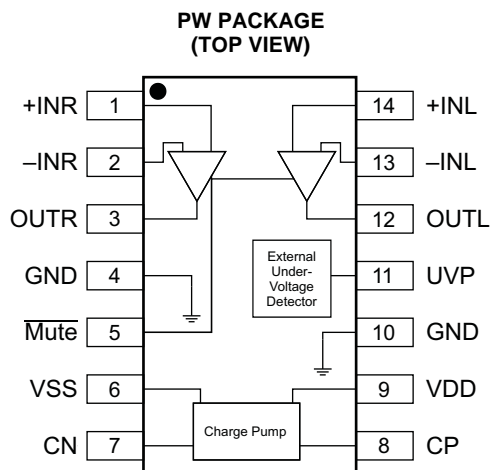 PW PACKAGE
(TOP VIEW)
+INR 1 14 +INL
–INR 2 13 –INL
OUTR 3 12 OUTL
GND 4 11 UVP
External
Under-
Voltage
Detector
Mute 5 10 GND
VSS 6 9 VDD
CN 7 8 CP
Charge Pump